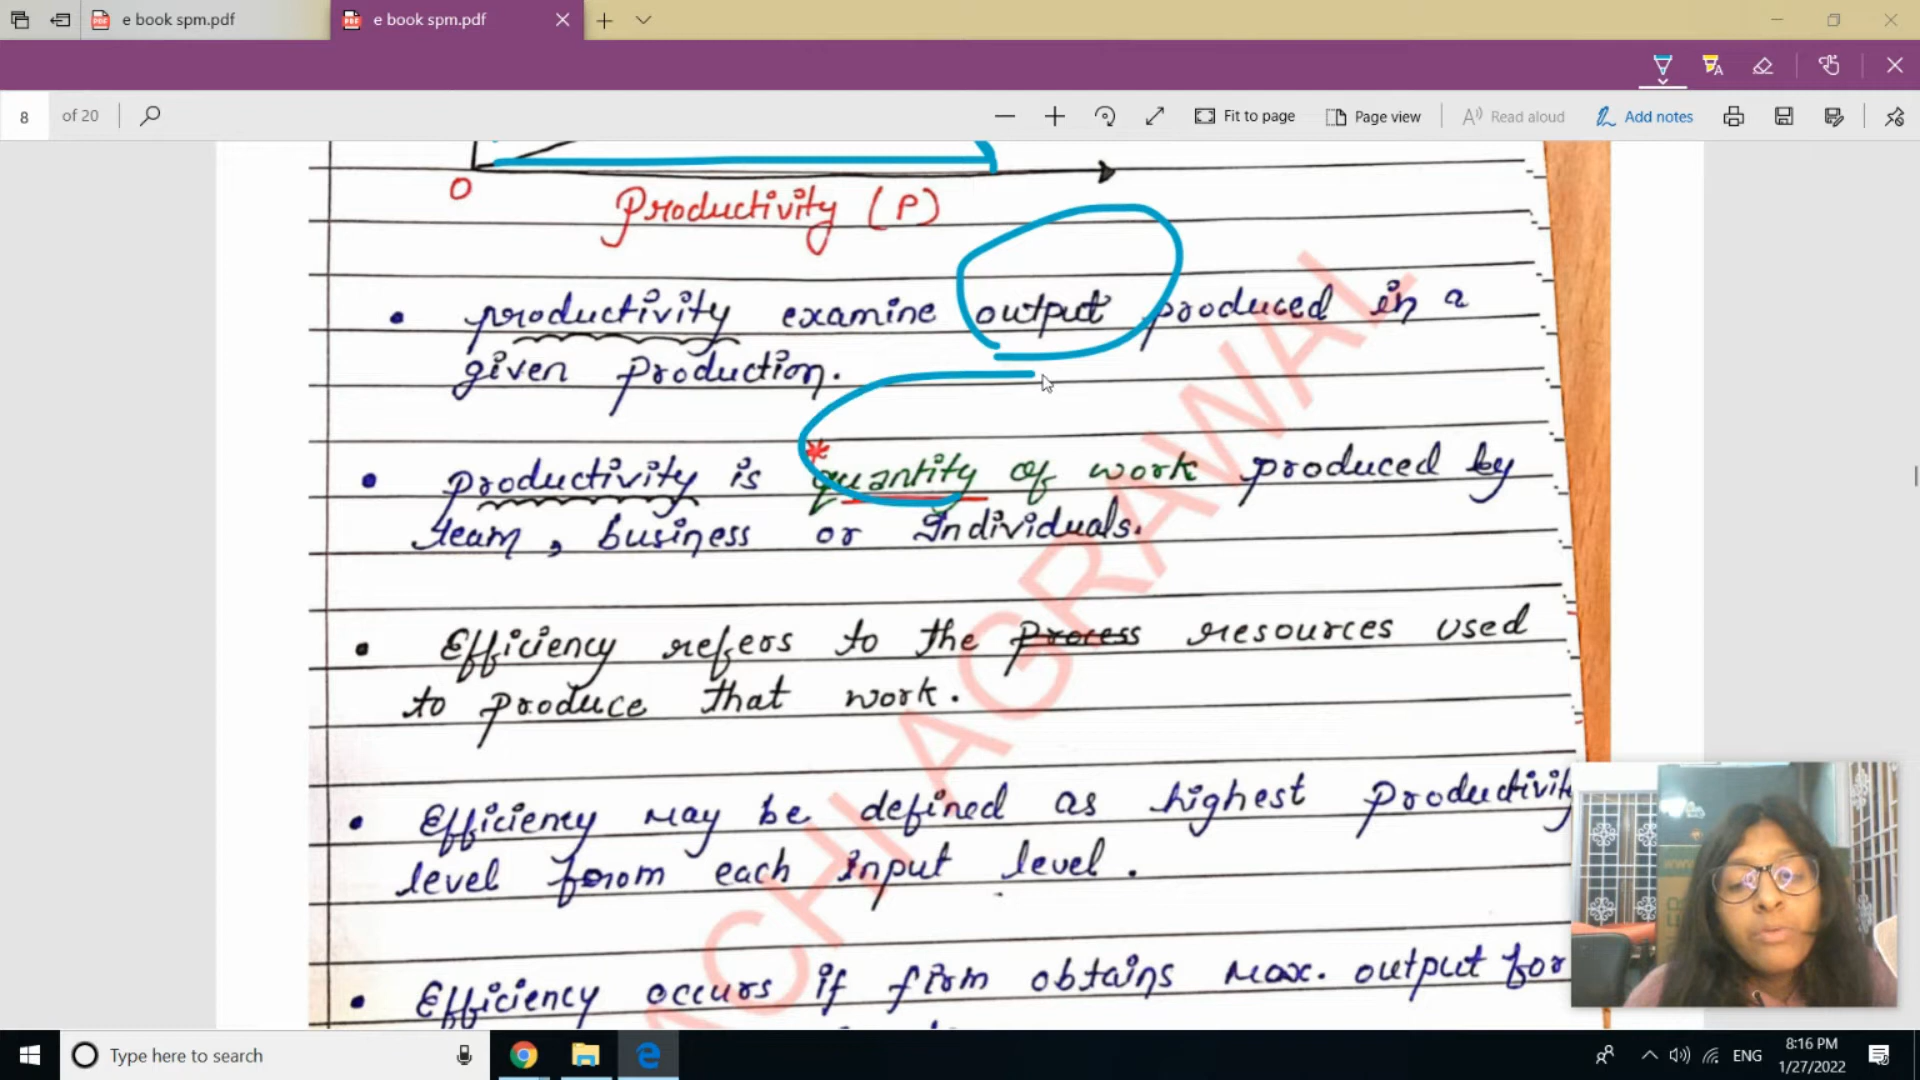 e book spm.pdf
e book spm.pdf
8 of 20
Fit to page
Page view
Read aloud
Add notes
O
Productivity (P)
• productivity examine output produced in a
given production.
• productivity is *quantity of work produced by
team, business or Individuals.
• Efficiency refers to the process resources used
to produce that work.
• Efficiency may be defined as highest productivity
level from each input level.
• Efficiency occurs if firm obtains max. output for
ACHI AGRAWAL
Type here to search
ENG
8:16 PM
1/27/2022